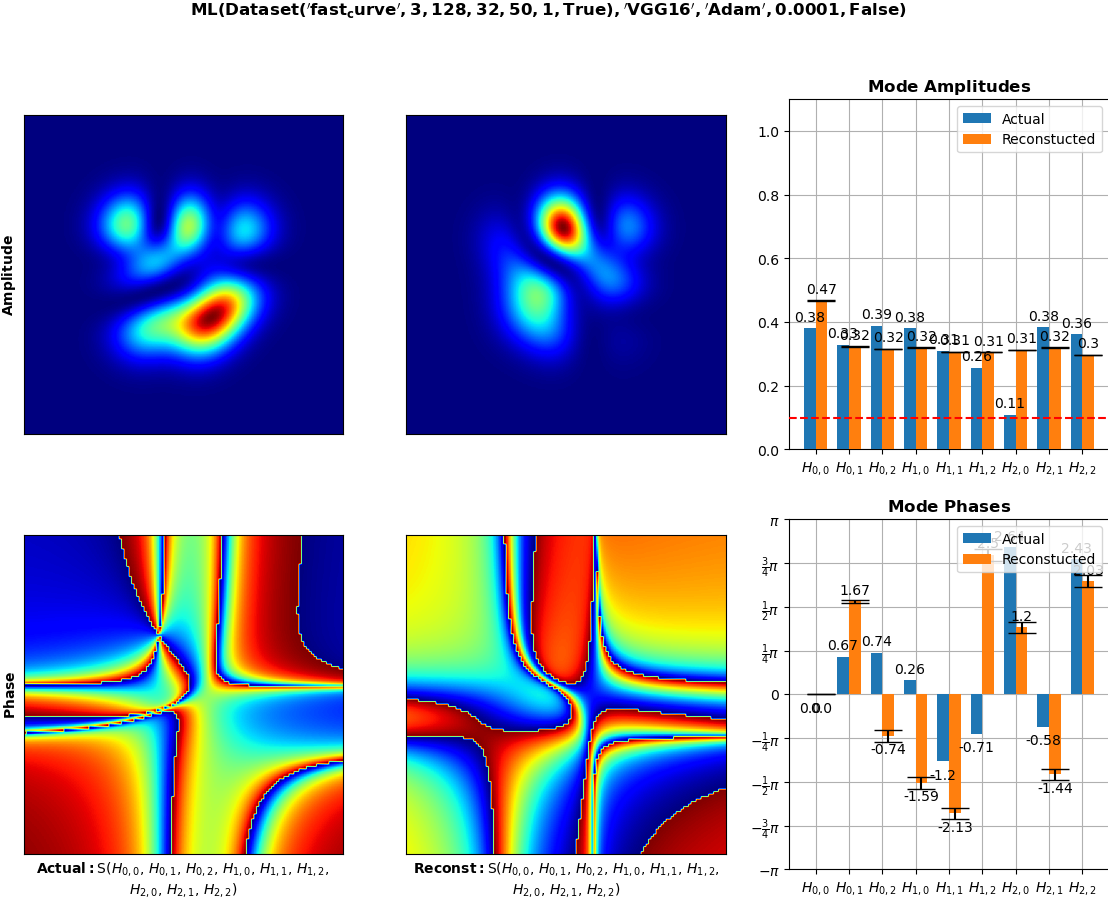 ML(Dataset('fast_curve', 3, 128, 32, 50, 1, True), 'VGG16', 'Adam', 0.0001, False)
Amplitude
Mode Amplitudes
Actual
Reconstucted
1.0
0.8
0.6
0.4
0.2
0.0
0.38 0.47 0.33 0.32 0.39 0.32 0.38 0.32 0.31 0.31 0.26 0.31 0.11 0.31 0.38 0.32 0.36 0.3
H0,0 H0,1 H0,2 H1,0 H1,1 H1,2 H2,0 H2,1 H2,2
Phase
Mode Phases
Actual
Reconstucted
π
3/4π
1/2π
1/4π
0
−1/4π
−1/2π
−3/4π
−π
0.0 0.0 0.67 1.67 0.74 -0.74 0.26 -1.59 -1.2 -2.13 -0.71 1.2 -0.58 -1.44 2.43
H0,0 H0,1 H0,2 H1,0 H1,1 H1,2 H2,0 H2,1 H2,2
Actual: S(H0,0, H0,1, H0,2, H1,0, H1,1, H1,2,
H2,0, H2,1, H2,2)
Reconst: S(H0,0, H0,1, H0,2, H1,0, H1,1, H1,2,
H2,0, H2,1, H2,2)